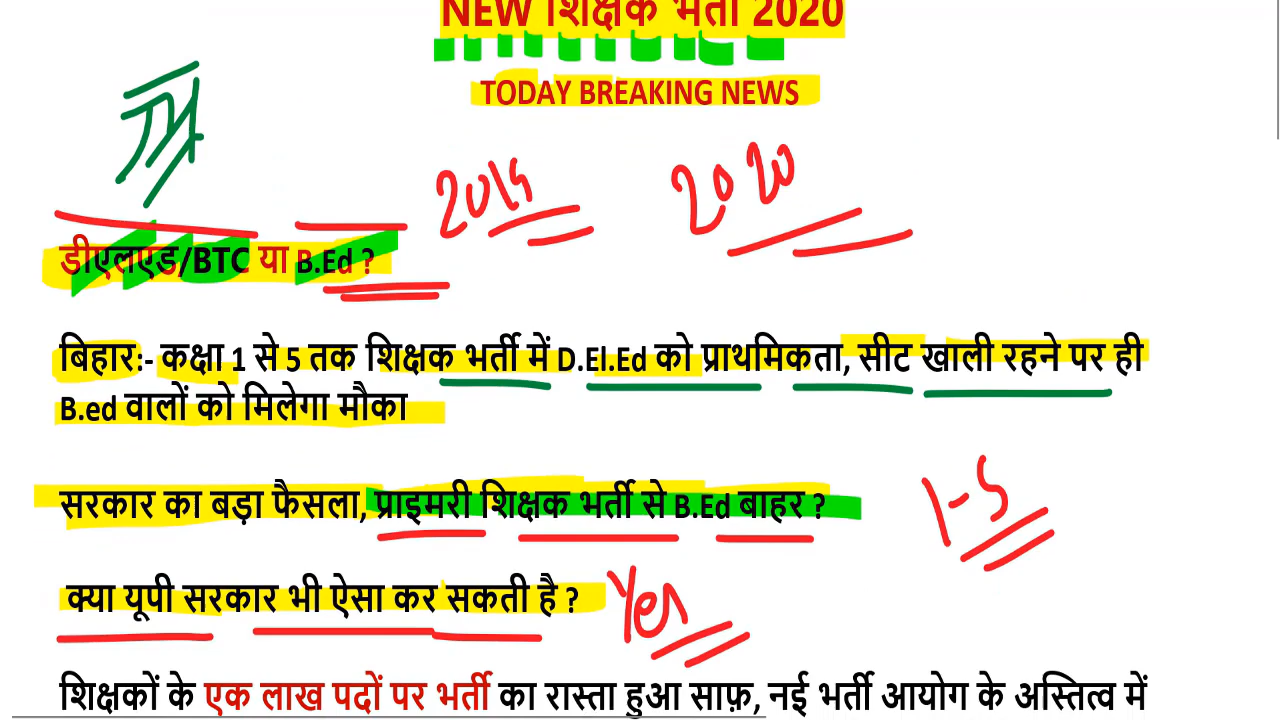 NEW शिक्षक भर्ती 2020
TODAY BREAKING NEWS
2019
2020
डीएलएड/BTC या B.Ed ?
बिहार:- कक्षा 1 से 5 तक शिक्षक भर्ती में D.El.Ed को प्राथमिकता, सीट खाली रहने पर ही
B.ed वालों को मिलेगा मौका
सरकार का बड़ा फैसला, प्राइमरी शिक्षक भर्ती से B.Ed बाहर ?
1-5
क्या यूपी सरकार भी ऐसा कर सकती है ?
Yes
शिक्षकों के एक लाख पदों पर भर्ती का रास्ता हुआ साफ़, नई भर्ती आयोग के अस्तित्व में